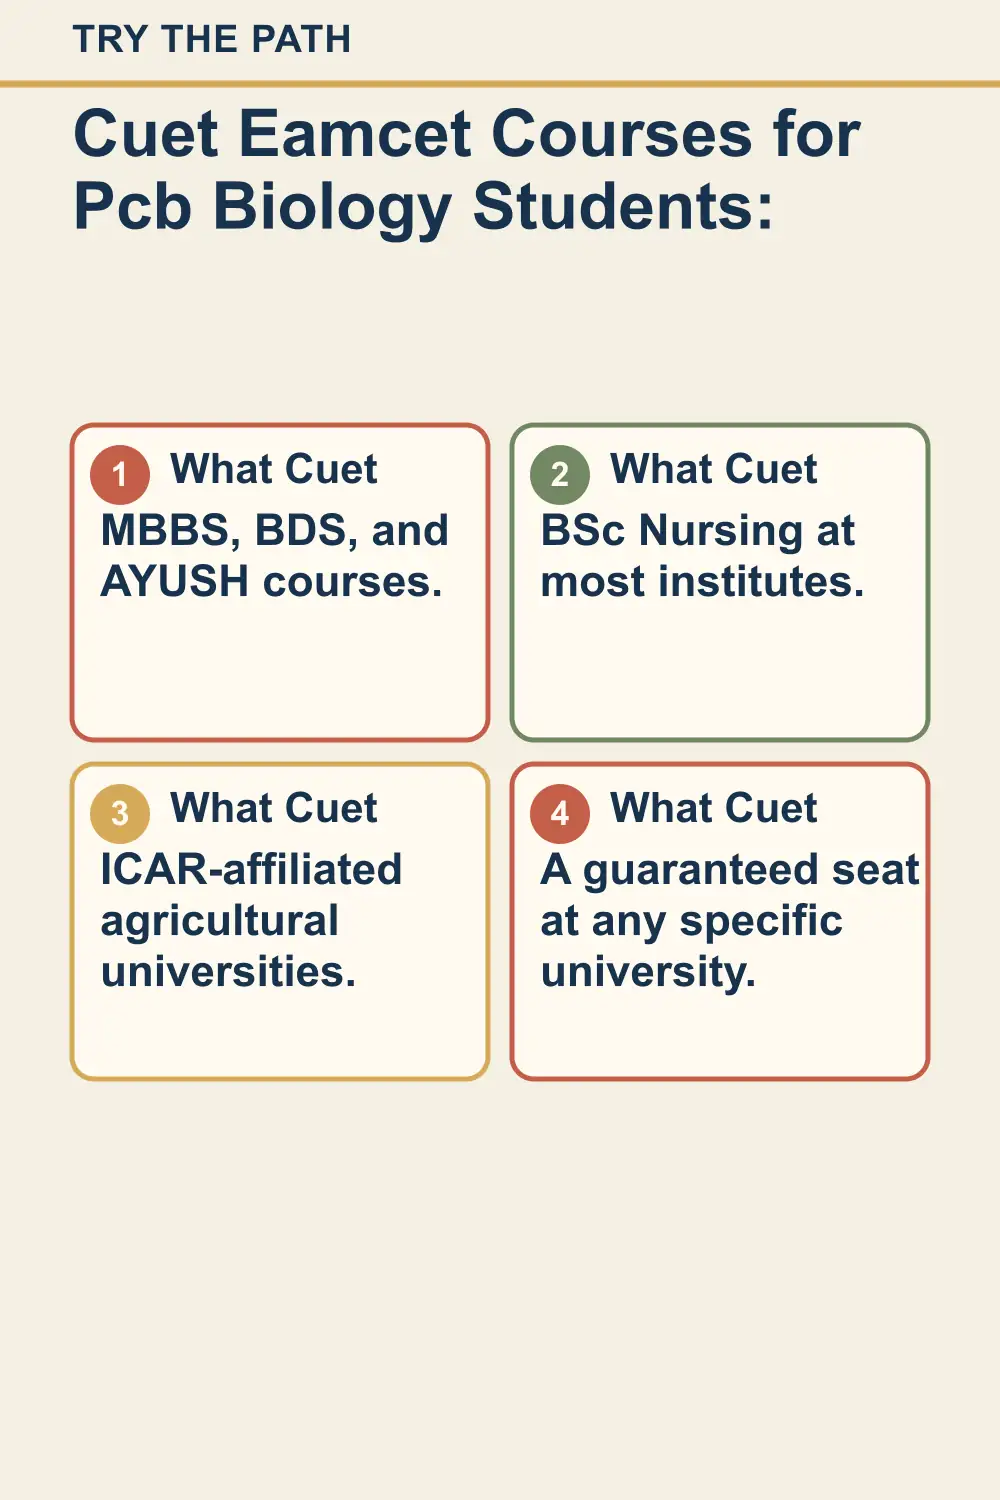 TRY THE PATH
Cuet Eamcet Courses for
Pcb Biology Students:
1 What Cuet
MBBS, BDS, and
AYUSH courses.
2 What Cuet
BSc Nursing at
most institutes.
3 What Cuet
ICAR-affiliated
agricultural
universities.
4 What Cuet
A guaranteed seat
at any specific
university.